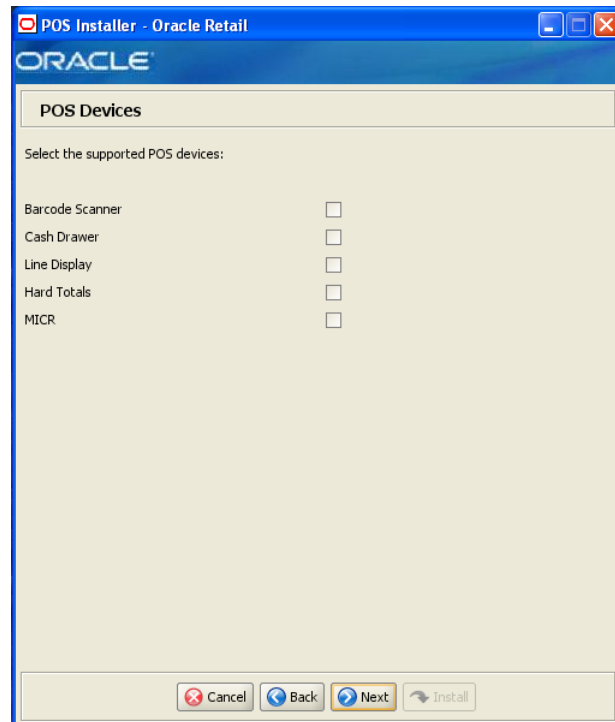 POS Installer - Oracle Retail
ORACLE
POS Devices
Select the supported POS devices:
Barcode Scanner
Cash Drawer
Line Display
Hard Totals
MICR
Cancel Back Next Install